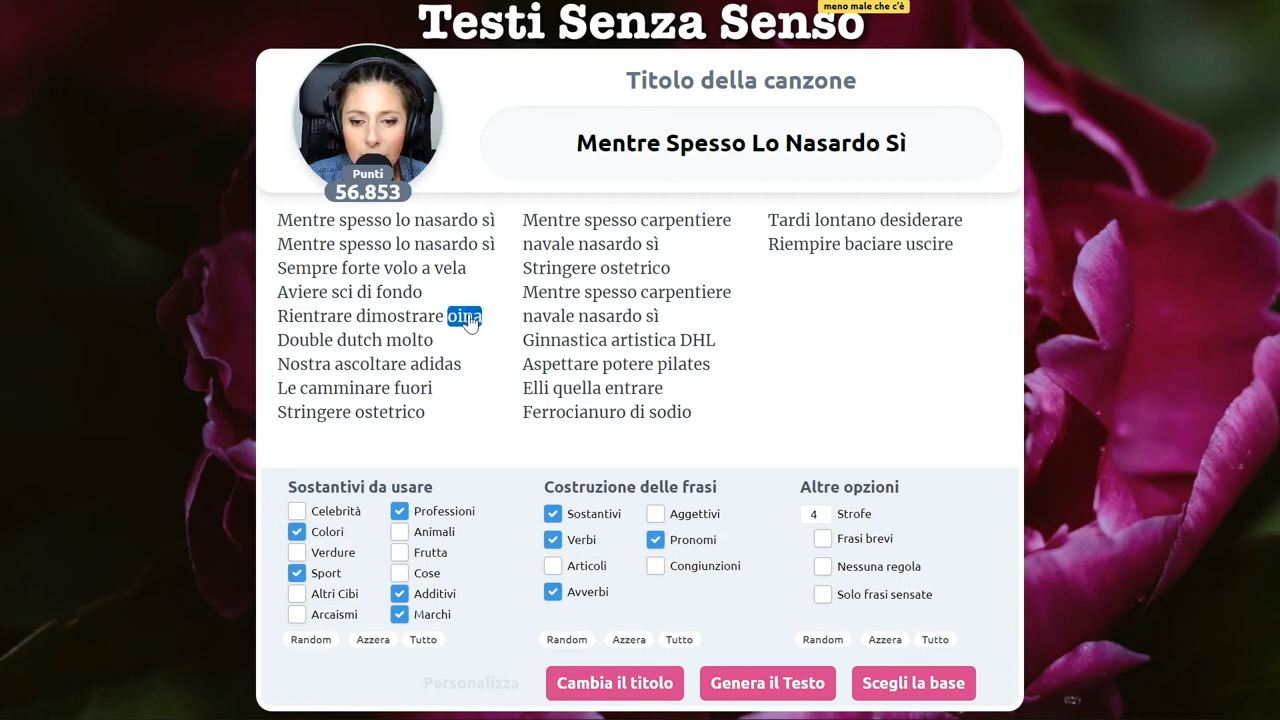 meno male che c'è
Testi Senza Senso
Titolo della canzone
Mentre Spesso Lo Nasardo Sì
Punti
56.853
Mentre spesso lo nasardo sì
Mentre spesso lo nasardo sì
Sempre forte volo a vela
Aviere sci di fondo
Rientrare dimostrare oina
Double dutch molto
Nostra ascoltare adidas
Le camminare fuori
Stringere ostetrico
Mentre spesso carpentiere
navale nasardo sì
Stringere ostetrico
Mentre spesso carpentiere
navale nasardo sì
Ginnastica artistica DHL
Aspettare potere pilates
Elli quella entrare
Ferrocianuro di sodio
Tardi lontano desiderare
Riempire baciare uscire
Sostantivi da usare
Celebrità
Professioni
Colori
Animali
Verdure
Frutta
Sport
Cose
Altri Cibi
Additivi
Arcaismi
Marchi
Random Azzera Tutto
Costruzione delle frasi
Sostantivi
Aggettivi
Verbi
Pronomi
Articoli
Congiunzioni
Avverbi
Random Azzera Tutto
Altre opzioni
4 Strofe
Frasi brevi
Nessuna regola
Solo frasi sensate
Random Azzera Tutto
Personalizza
Cambia il titolo
Genera il Testo
Scegli la base